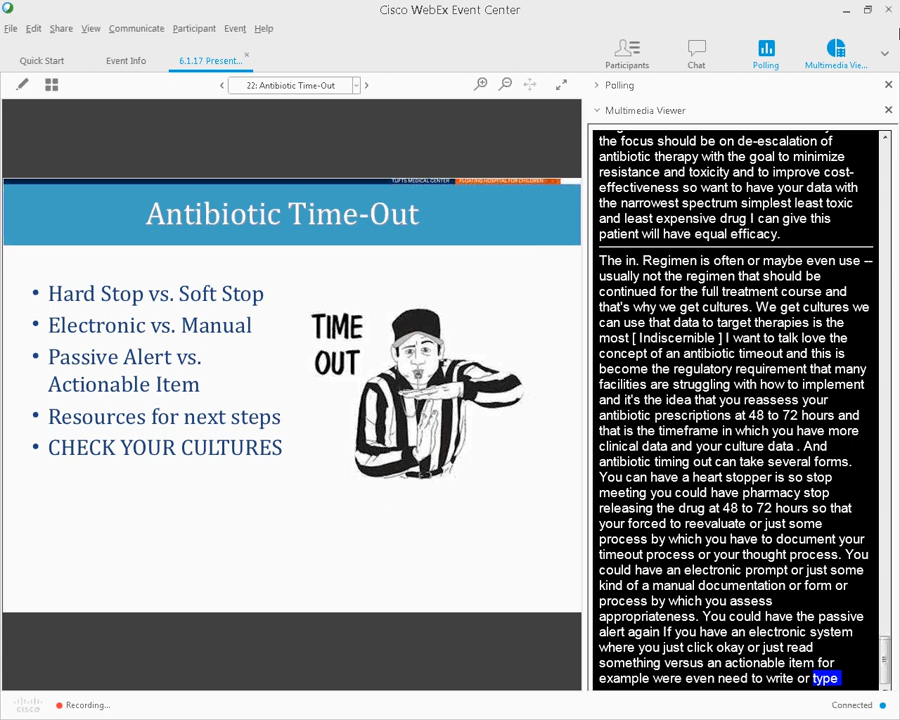 Cisco WebEx Event Center
File Edit Share View Communicate Participant Event Help
Quick Start Event Info 6.1.17 Present...
Participants Chat Polling Multimedia Vie...
22: Antibiotic Time-Out
Polling
Multimedia Viewer
TUFTS MEDICAL CENTER FLOATING HOSPITAL FOR CHILDREN
Antibiotic Time-Out
• Hard Stop vs. Soft Stop
• Electronic vs. Manual
• Passive Alert vs.
Actionable Item
• Resources for next steps
• CHECK YOUR CULTURES
TIME
OUT
the focus should be on de-escalation of
antibiotic therapy with the goal to minimize
resistance and toxicity and to improve cost-
effectiveness so want to have your data with
the narrowest spectrum simplest least toxic
and least expensive drug I can give this
patient will have equal efficacy.
The in. Regimen is often or maybe even use --
usually not the regimen that should be
continued for the full treatment course and
that's why we get cultures. We get cultures we
can use that data to target therapies is the
most [ Indiscernible ] I want to talk love the
concept of an antibiotic timeout and this is
become the regulatory requirement that many
facilities are struggling with how to implement
and it's the idea that you reassess your
antibiotic prescriptions at 48 to 72 hours and
that is the timeframe in which you have more
clinical data and your culture data . And
antibiotic timing out can take several forms.
You can have a heart stopper is so stop
meeting you could have pharmacy stop
releasing the drug at 48 to 72 hours so that
your forced to reevaluate or just some
process by which you have to document your
timeout process or your thought process. You
could have an electronic prompt or just some
kind of a manual documentation or form or
process by which you assess
appropriateness. You could have the passive
alert again If you have an electronic system
where you just click okay or just read
something versus an actionable item for
example were even need to write or type
cisco
Recording...
Connected